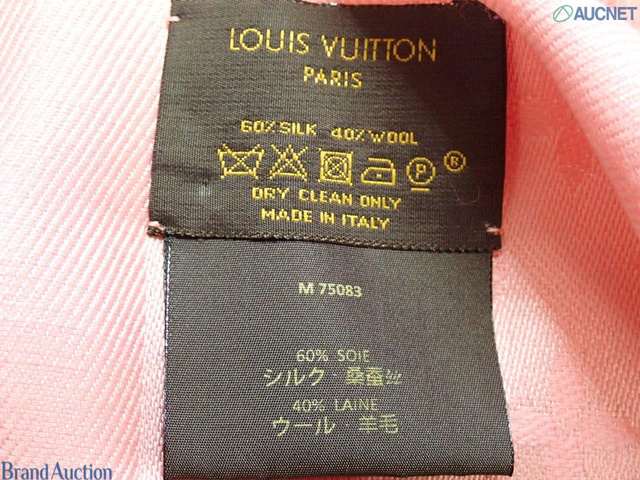 AUCNET
LOUIS VUITTON
PARIS
60% SILK 40% WOOL
P ®
DRY CLEAN ONLY
MADE IN ITALY
M 75083
60% SOIE
シルク · 桑蚕丝
40% LAINE
ウール · 羊毛
Brand Auction